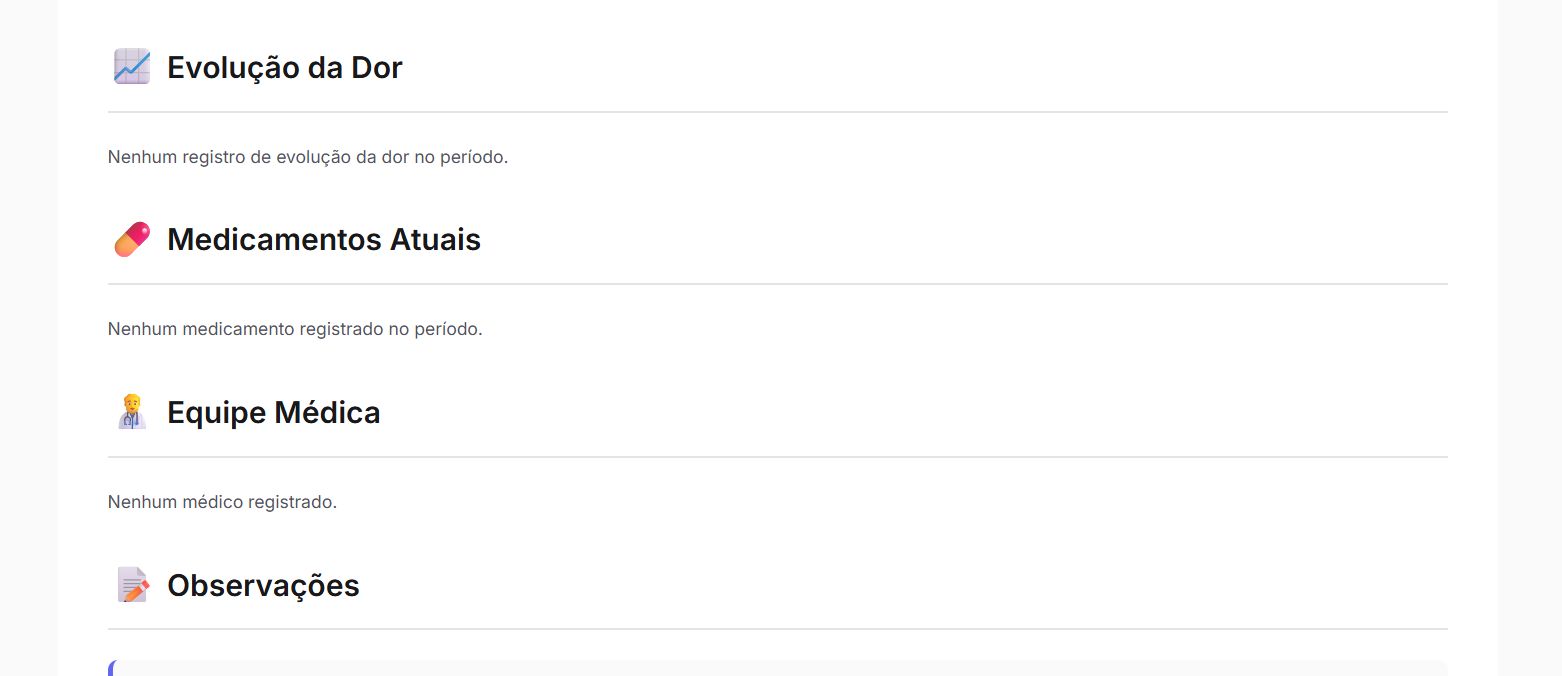 Evolução da Dor
Nenhum registro de evolução da dor no período.
Medicamentos Atuais
Nenhum medicamento registrado no período.
Equipe Médica
Nenhum médico registrado.
Observações